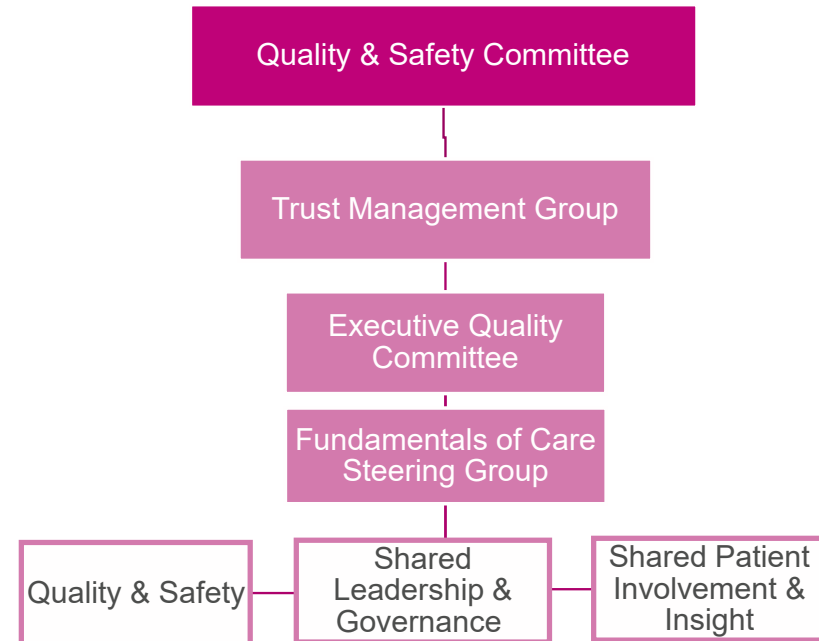 Quality & Safety Committee
Trust Management Group
Executive Quality
Committee
Fundamentals of Care
Steering Group
Quality & Safety
Shared
Leadership &
Governance
Shared Patient
Involvement &
Insight